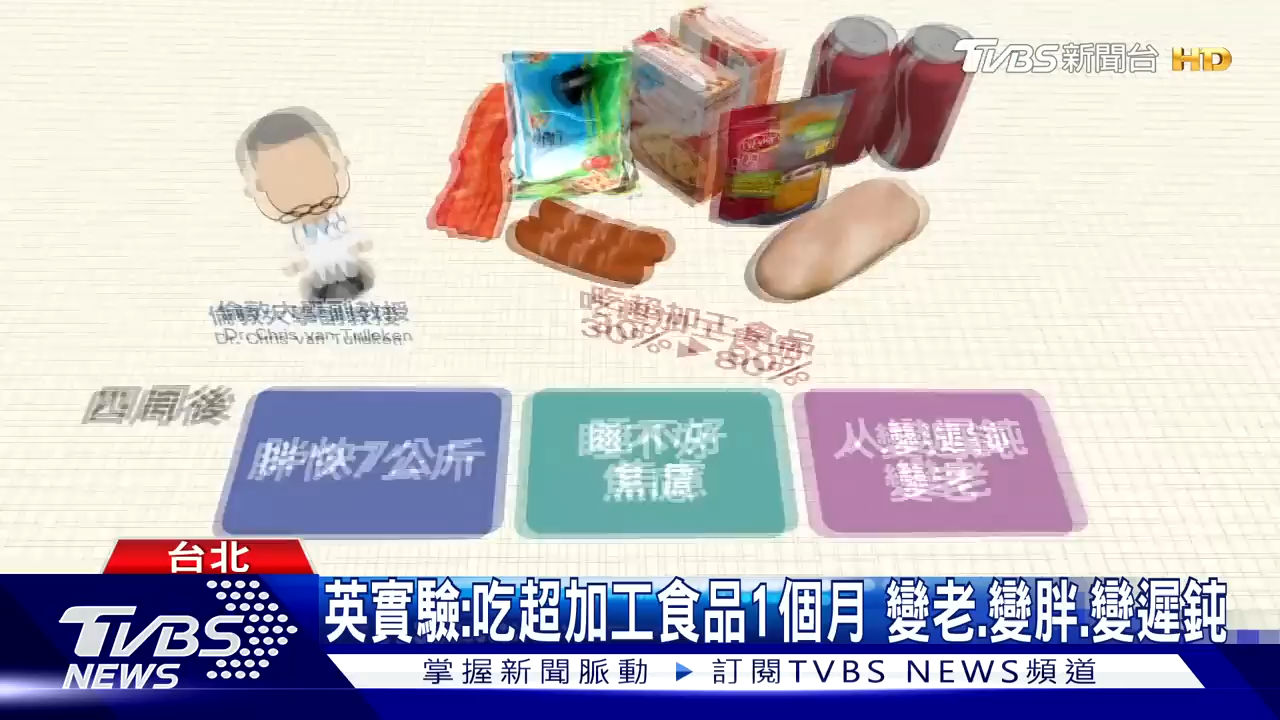 TVBS新聞台 HD
倫敦大學副教授
Dr. Chris van Tulleken
吃超加工食品
30% ▶ 80%
四周後
胖快7公斤
睡不好
焦慮
人變遲鈍
變老
台北
英實驗:吃超加工食品1個月 變老.變胖.變遲鈍
TVBS
NEWS
掌握新聞脈動 ▶ 訂閱TVBS NEWS頻道